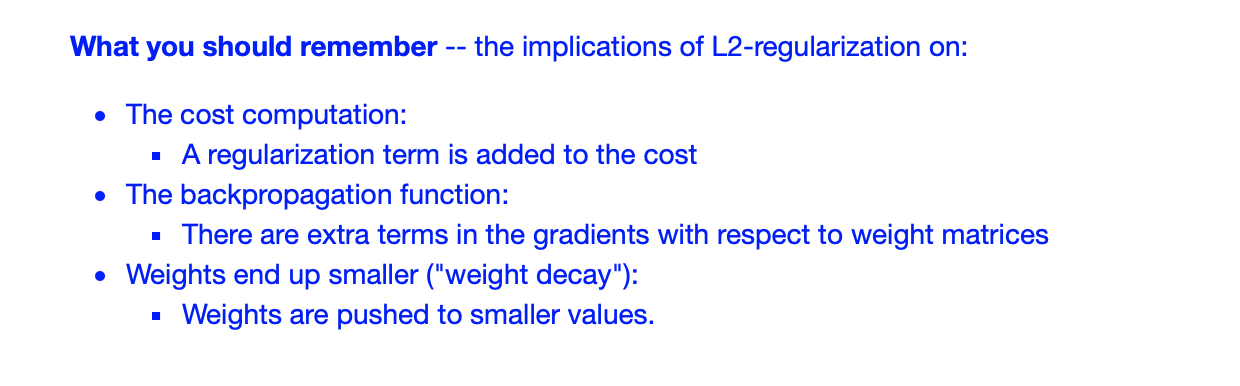 What you should remember -- the implications of L2-regularization on:
• The cost computation:
▪ A regularization term is added to the cost
• The backpropagation function:
▪ There are extra terms in the gradients with respect to weight matrices
• Weights end up smaller ("weight decay"):
▪ Weights are pushed to smaller values.